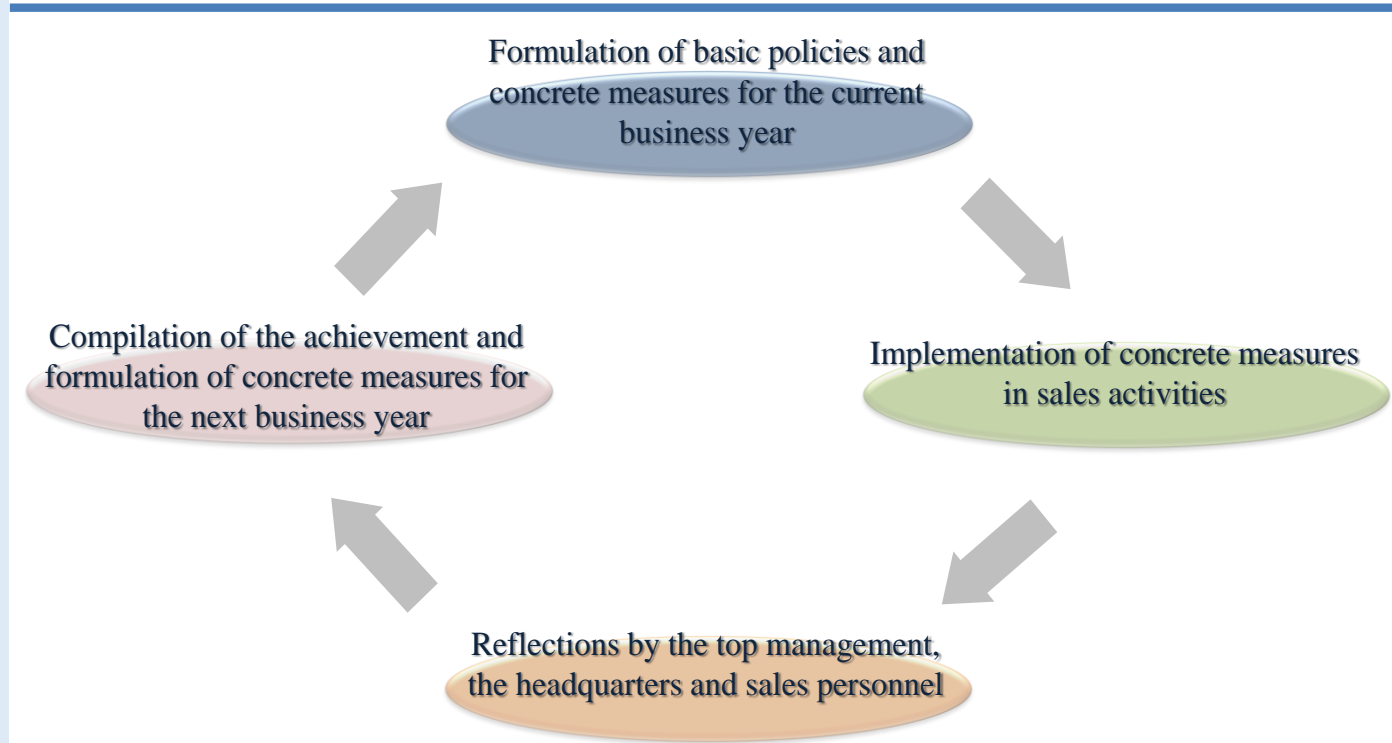 Formulation of basic policies and
concrete measures for the current
business year
Compilation of the achievement and
formulation of concrete measures for
the next business year
Implementation of concrete measures
in sales activities
Reflections by the top management,
the headquarters and sales personnel